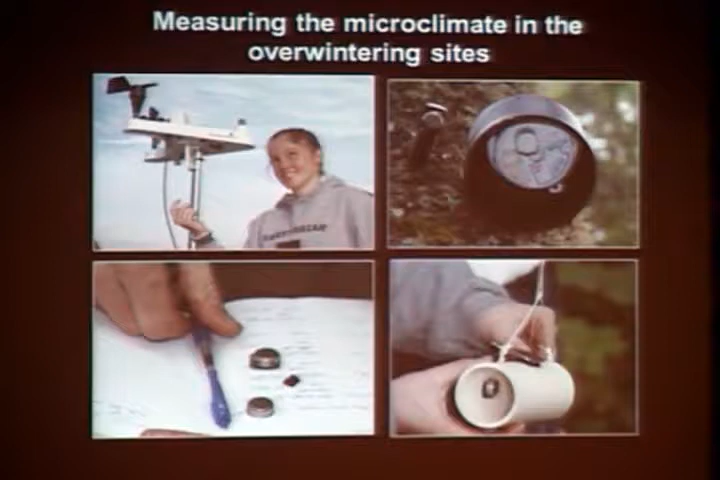 Measuring the microclimate in the
overwintering sites